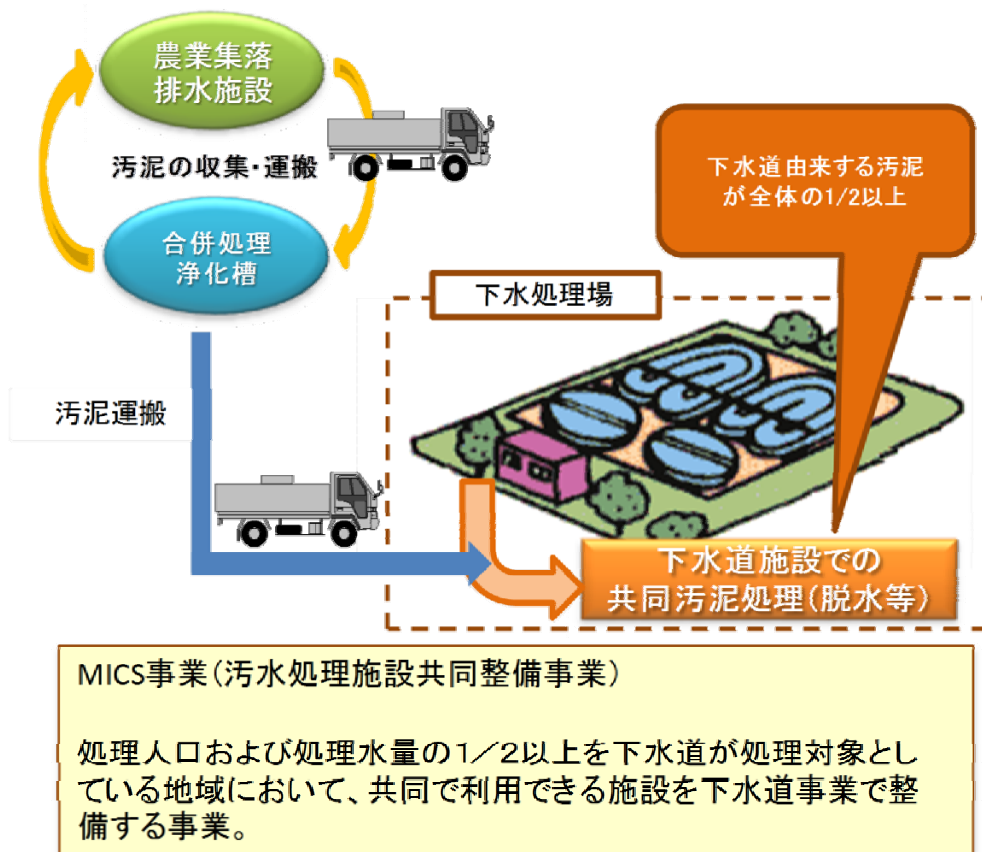 農業集落
排水施設
汚泥の収集・運搬
合併処理
浄化槽
下水道由来する汚泥
が全体の1/2以上
下水処理場
汚泥運搬
下水道施設での
共同汚泥処理(脱水等)
MICS事業(汚水処理施設共同整備事業)
処理人口および処理水量の1/2以上を下水道が処理対象とし
ている地域において、共同で利用できる施設を下水道事業で整
備する事業。